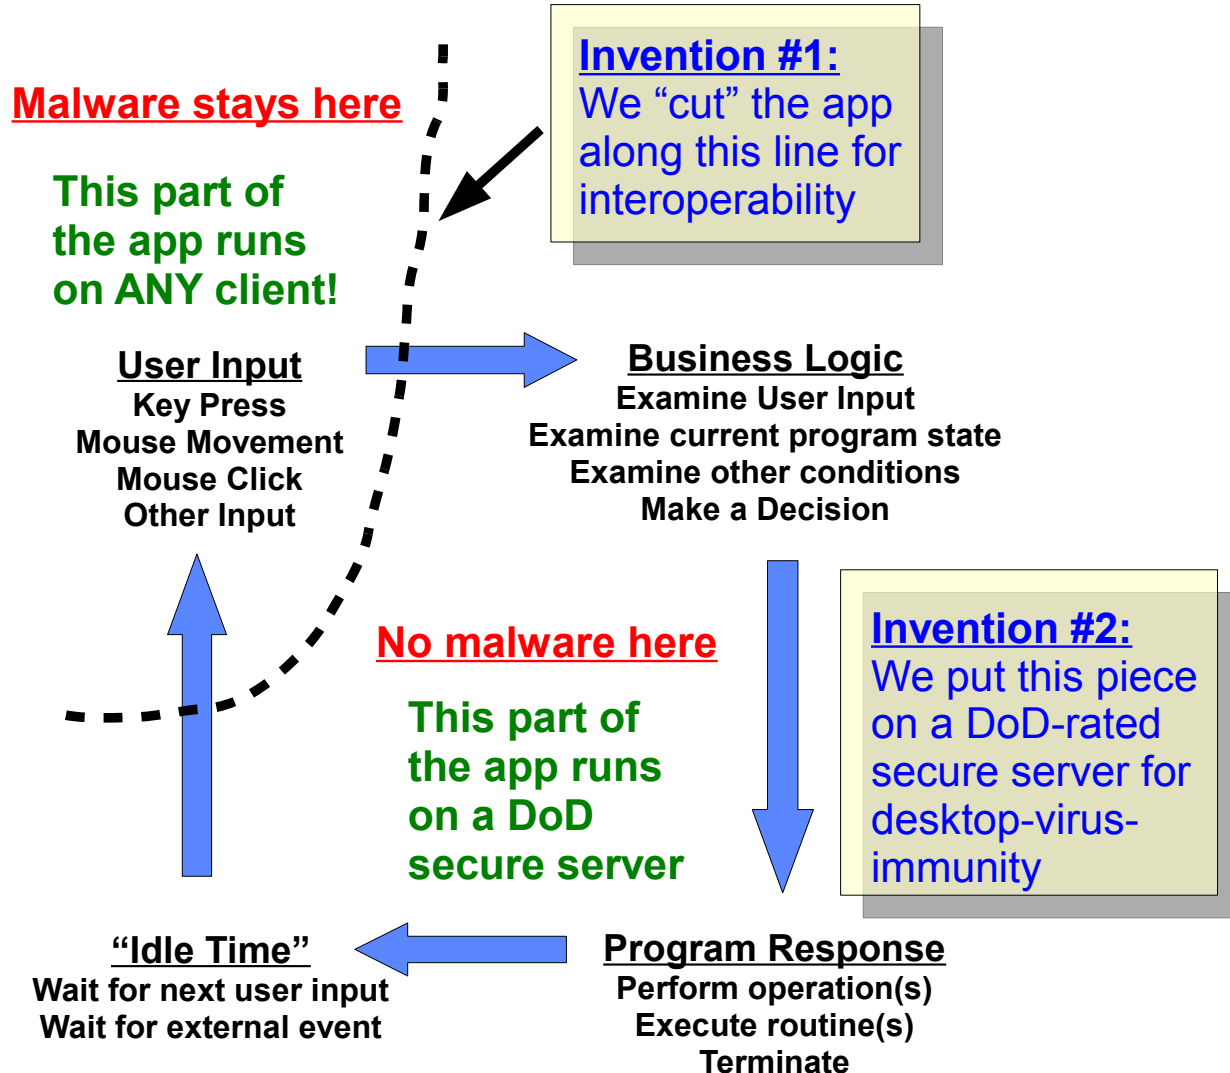 Malware stays here
This part of
the app runs
on ANY client!
Invention #1:
We “cut” the app
along this line for
interoperability
User Input
Key Press
Mouse Movement
Mouse Click
Other Input
Business Logic
Examine User Input
Examine current program state
Examine other conditions
Make a Decision
No malware here
This part of
the app runs
on a DoD
secure server
Invention #2:
We put this piece
on a DoD-rated
secure server for
desktop-virus-
immunity
“Idle Time”
Wait for next user input
Wait for external event
Program Response
Perform operation(s)
Execute routine(s)
Terminate